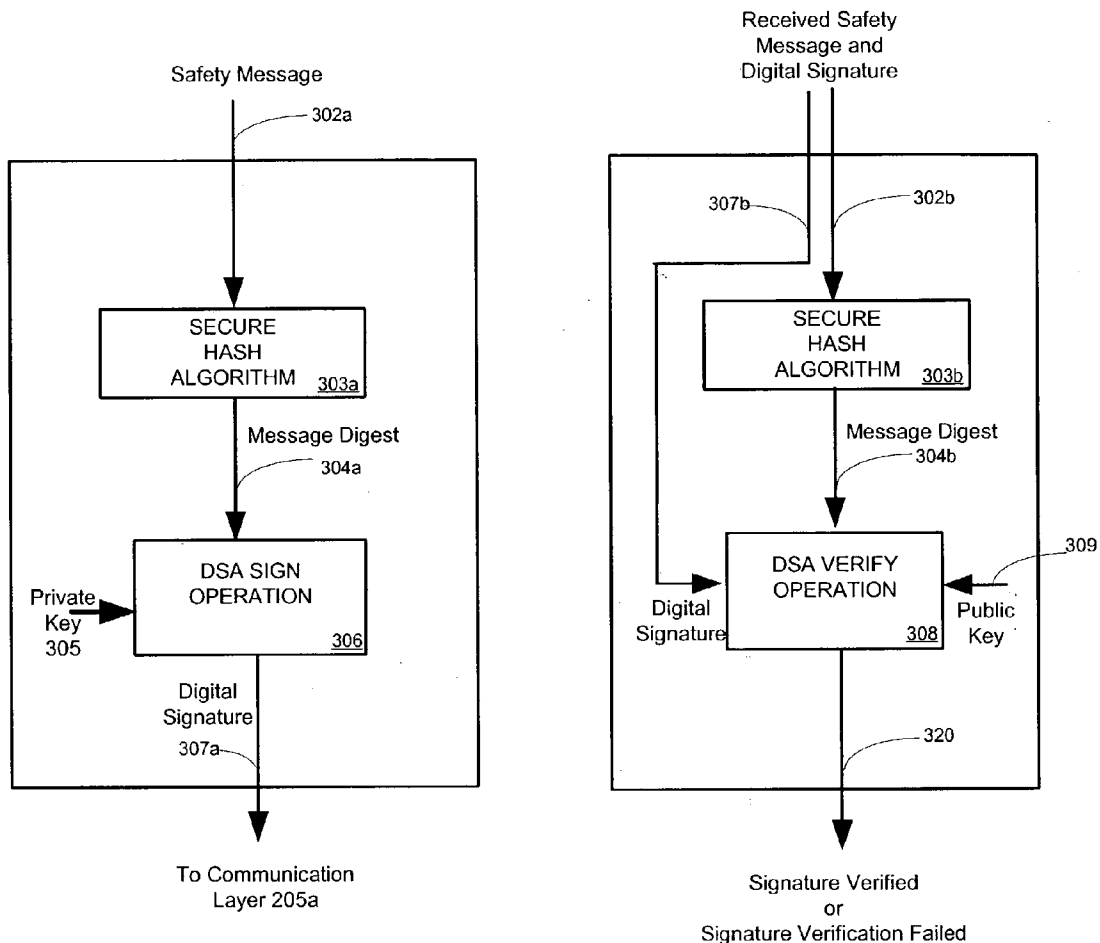 Safety Message
302a
SECURE
HASH
ALGORITHM
303a
Message Digest
304a
DSA SIGN
OPERATION
306
Private
Key
305
Digital
Signature
307a
To Communication
Layer 205a
Received Safety
Message and
Digital Signature
307b
302b
SECURE
HASH
ALGORITHM
303b
Message Digest
304b
DSA VERIFY
OPERATION
308
309
Public
Key
Digital
Signature
320
Signature Verified
or
Signature Verification Failed